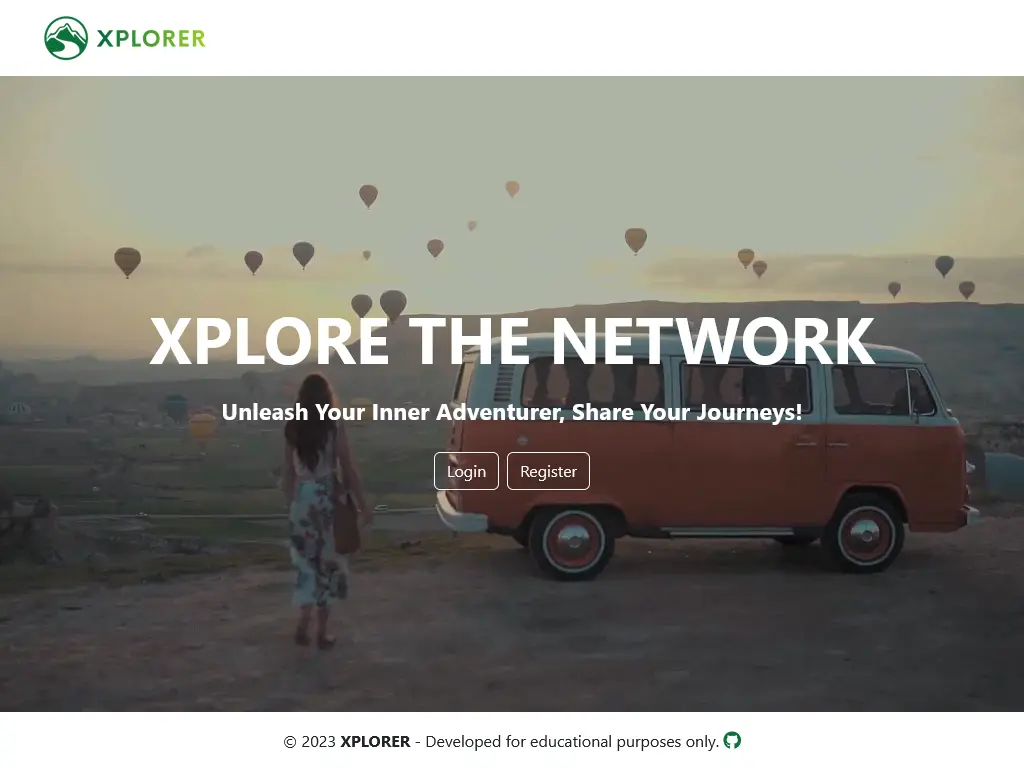 XPLORER
XPLORE THE NETWORK
Unleash Your Inner Adventurer, Share Your Journeys!
Login
Register
© 2023 XPLORER - Developed for educational purposes only.